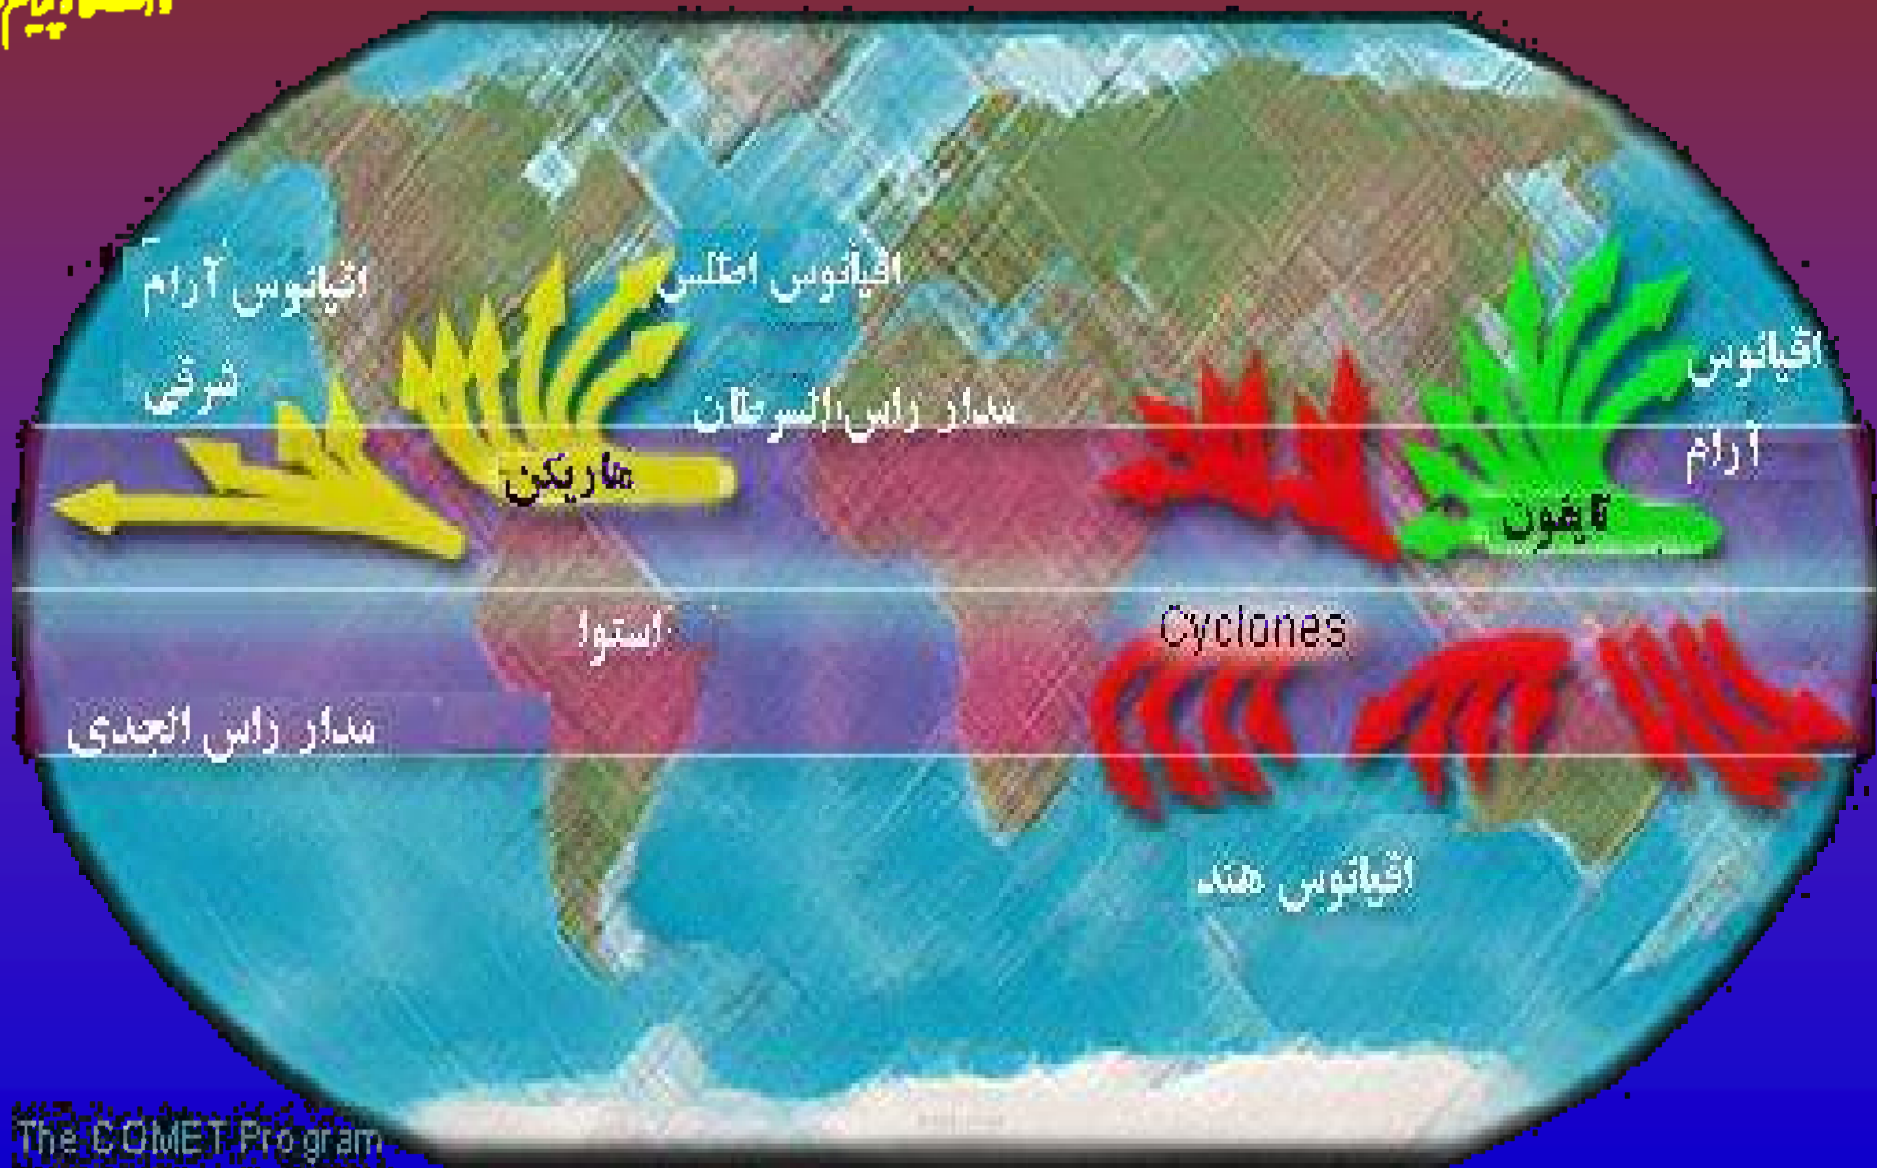 اقیانوس آرام
شرقی
اقیانوس اطلس
مدار راس السرطان
هاریکن
اقیانوس
آرام
تایفون
استوا
Cyclones
مدار راس الجدی
اقیانوس هند
The COMET Program